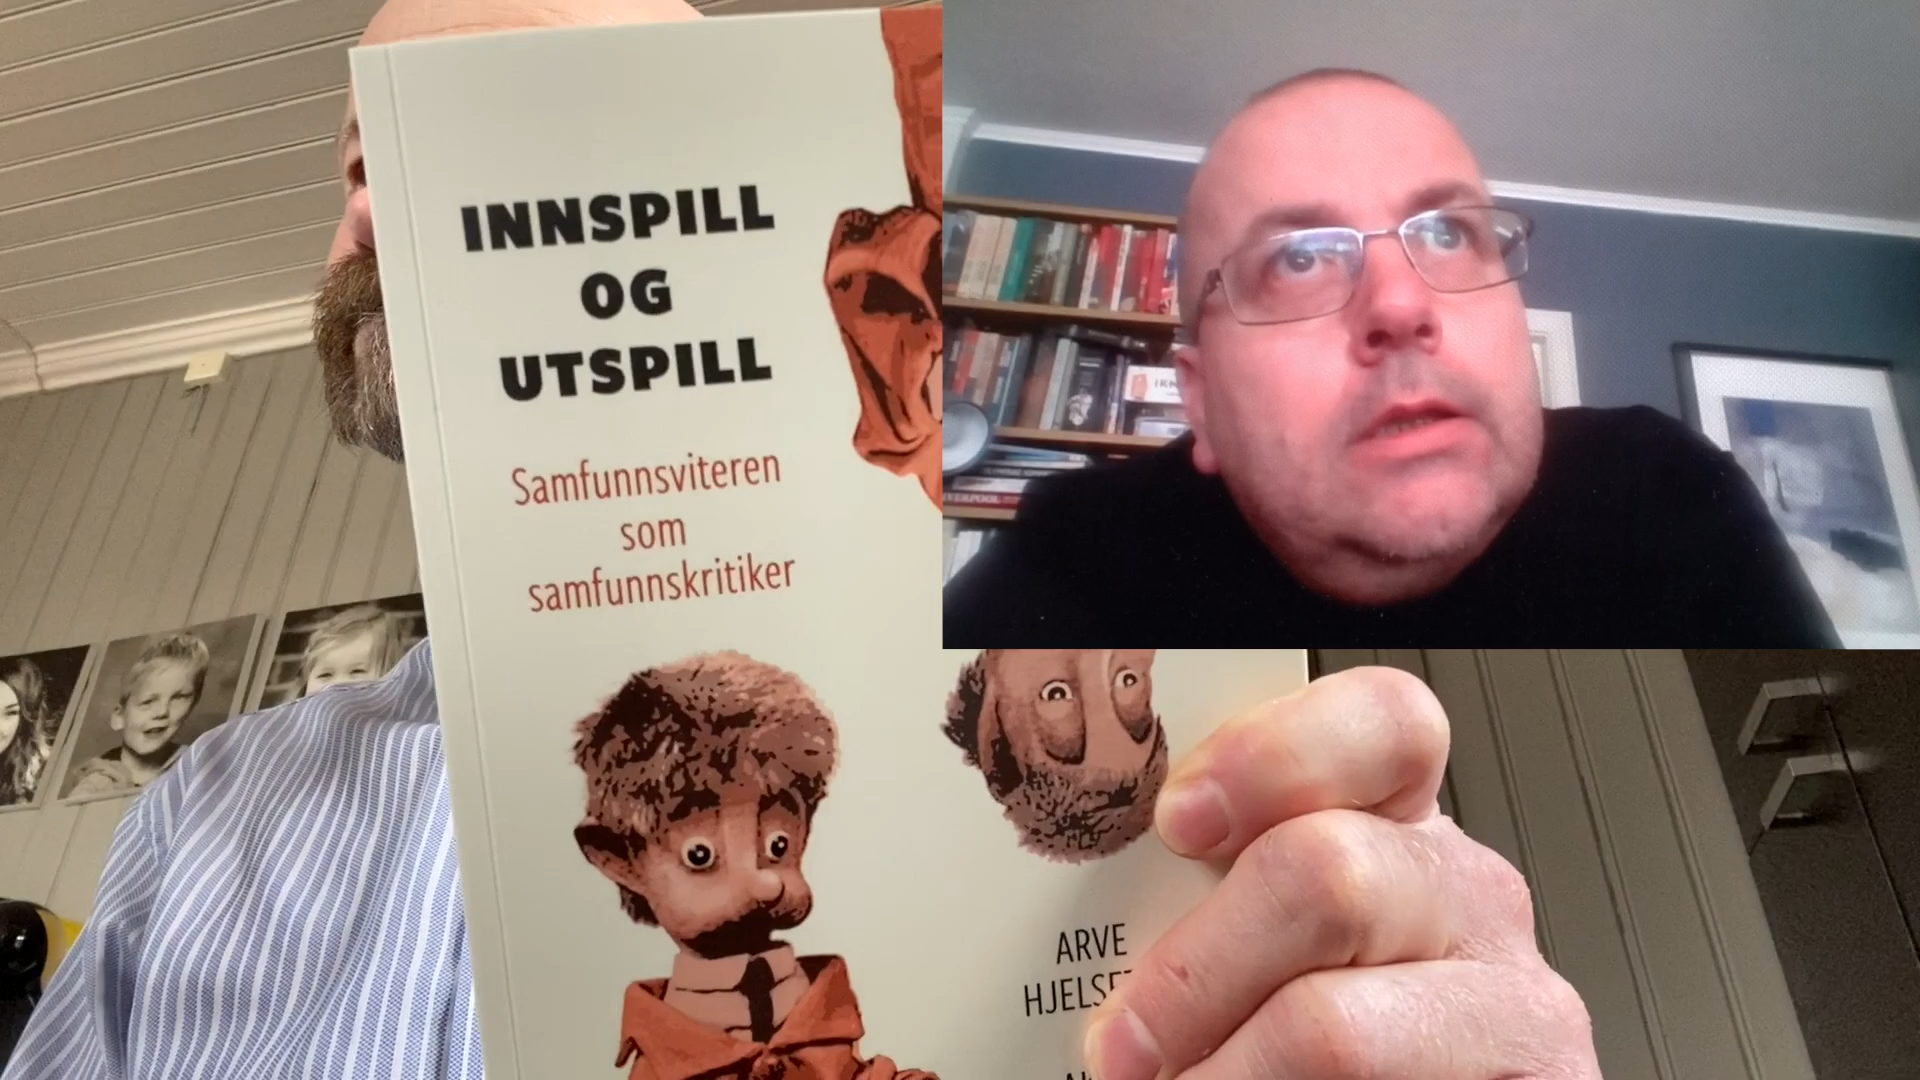 INNSPILL
OG
UTSPILL
Samfunnsviteren
som
samfunnskritiker
ARVE